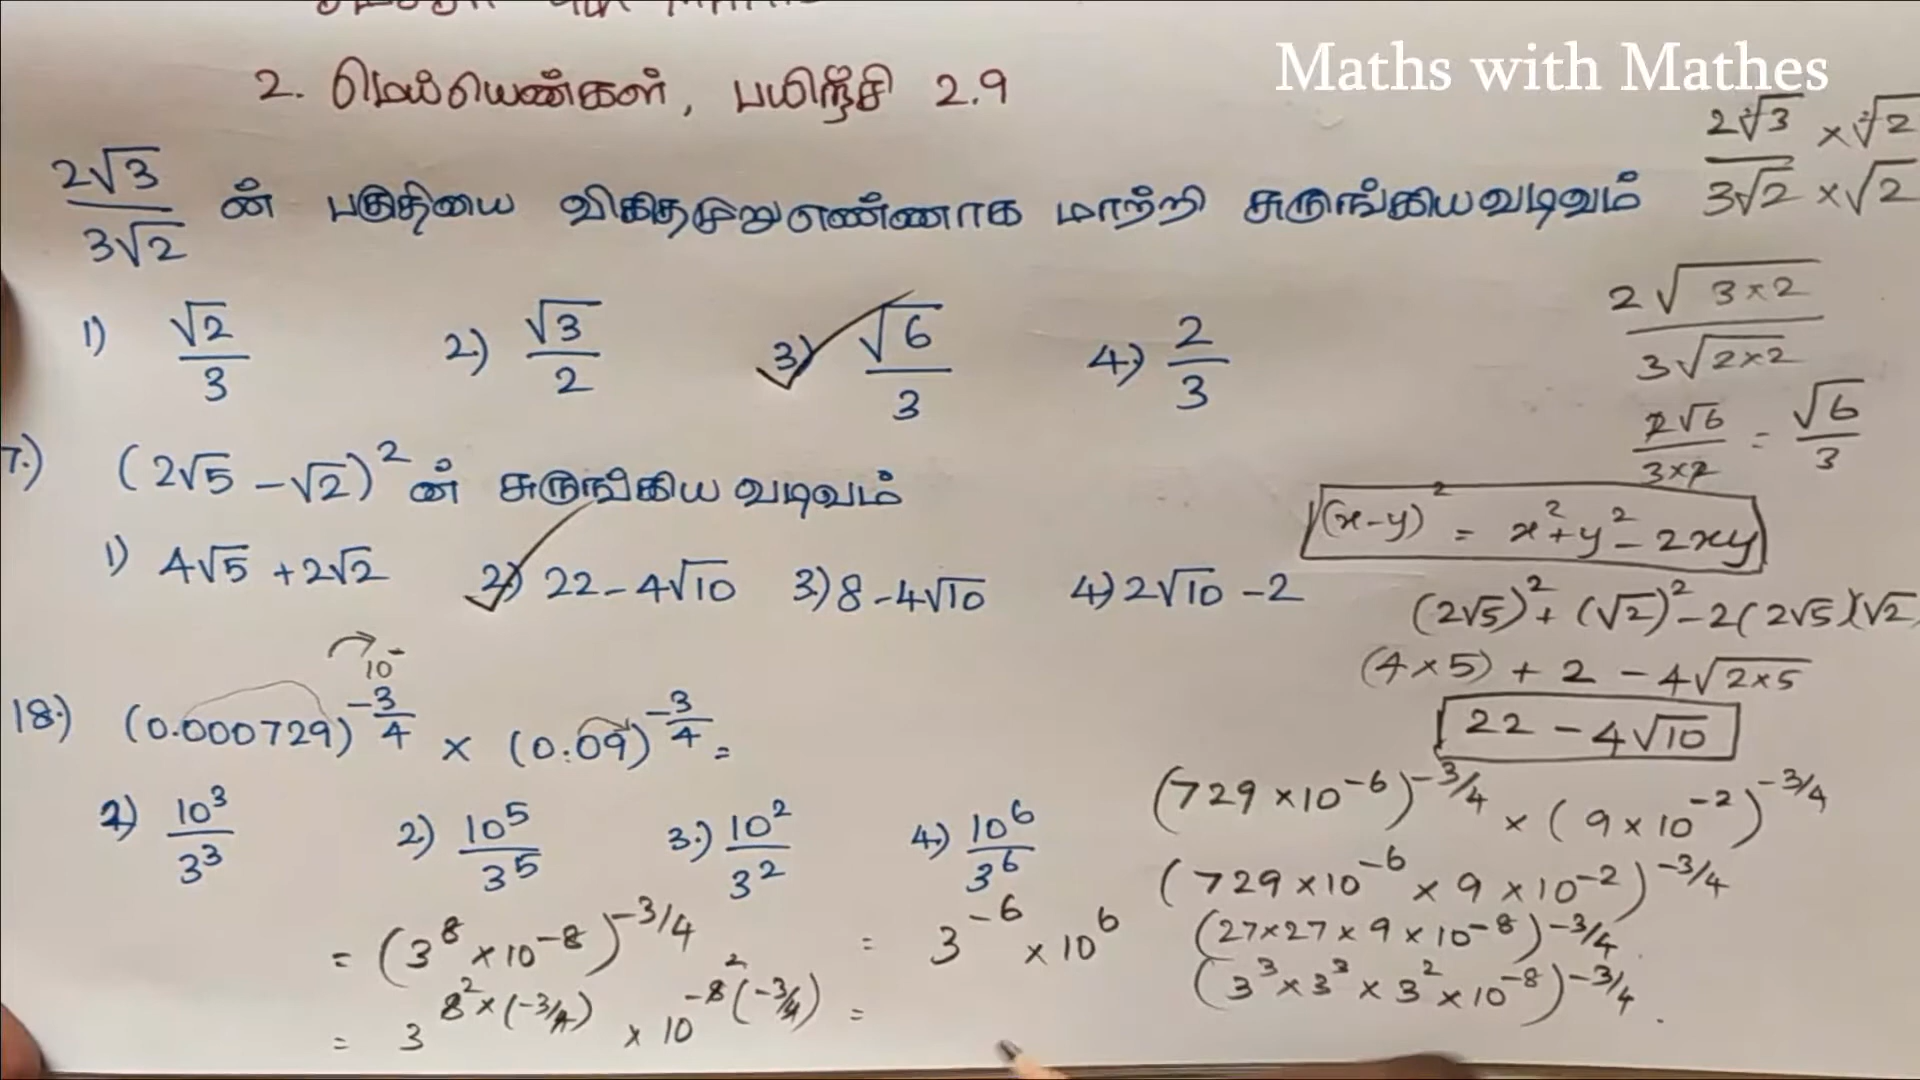 Maths with Mathes
2. மெய்யெண்கள், பயிற்சி 2.9
2√3/3√2 ன் பகுதியை விகிதமுறு எண்ணாக மாற்றி சுருங்கிய வடிவம்
1) √2/3 2.) √3/2 3) √6/3 4) 2/3
7.) (2√5 - √2)² ன் சுருங்கிய வடிவம்
1) 4√5 + 2√2 2) 22 - 4√10 3.) 8 - 4√10 4) 2√10 - 2
10⁻
18.) (0.000729)^-3/4 × (0.09)^-3/4 =
1) 10³/3³ 2) 10⁵/3⁵ 3.) 10²/3² 4.) 10⁶/3⁶
= (3⁸ × 10⁻⁸)^-3/4 = 3⁻⁶ × 10⁶
= 3^8×(-3/4) × 10^-8(-3/4) =
2√3/3√2 × √2/√2
2√3×2/3√2×2
2√6/3×2 = √6/3
(x-y)² = x² + y² - 2xy
(2√5)² + (√2)² - 2(2√5)(√2
(4×5) + 2 - 4√2×5
22 - 4√10
(729 × 10⁻⁶)^-3/4 × (9 × 10⁻²)^-3/4
(729 × 10⁻⁶ × 9 × 10⁻²)^-3/4
(27×27 × 9 × 10⁻⁸)^-3/4
(3³ × 3³ × 3² × 10⁻⁸)^-3/4